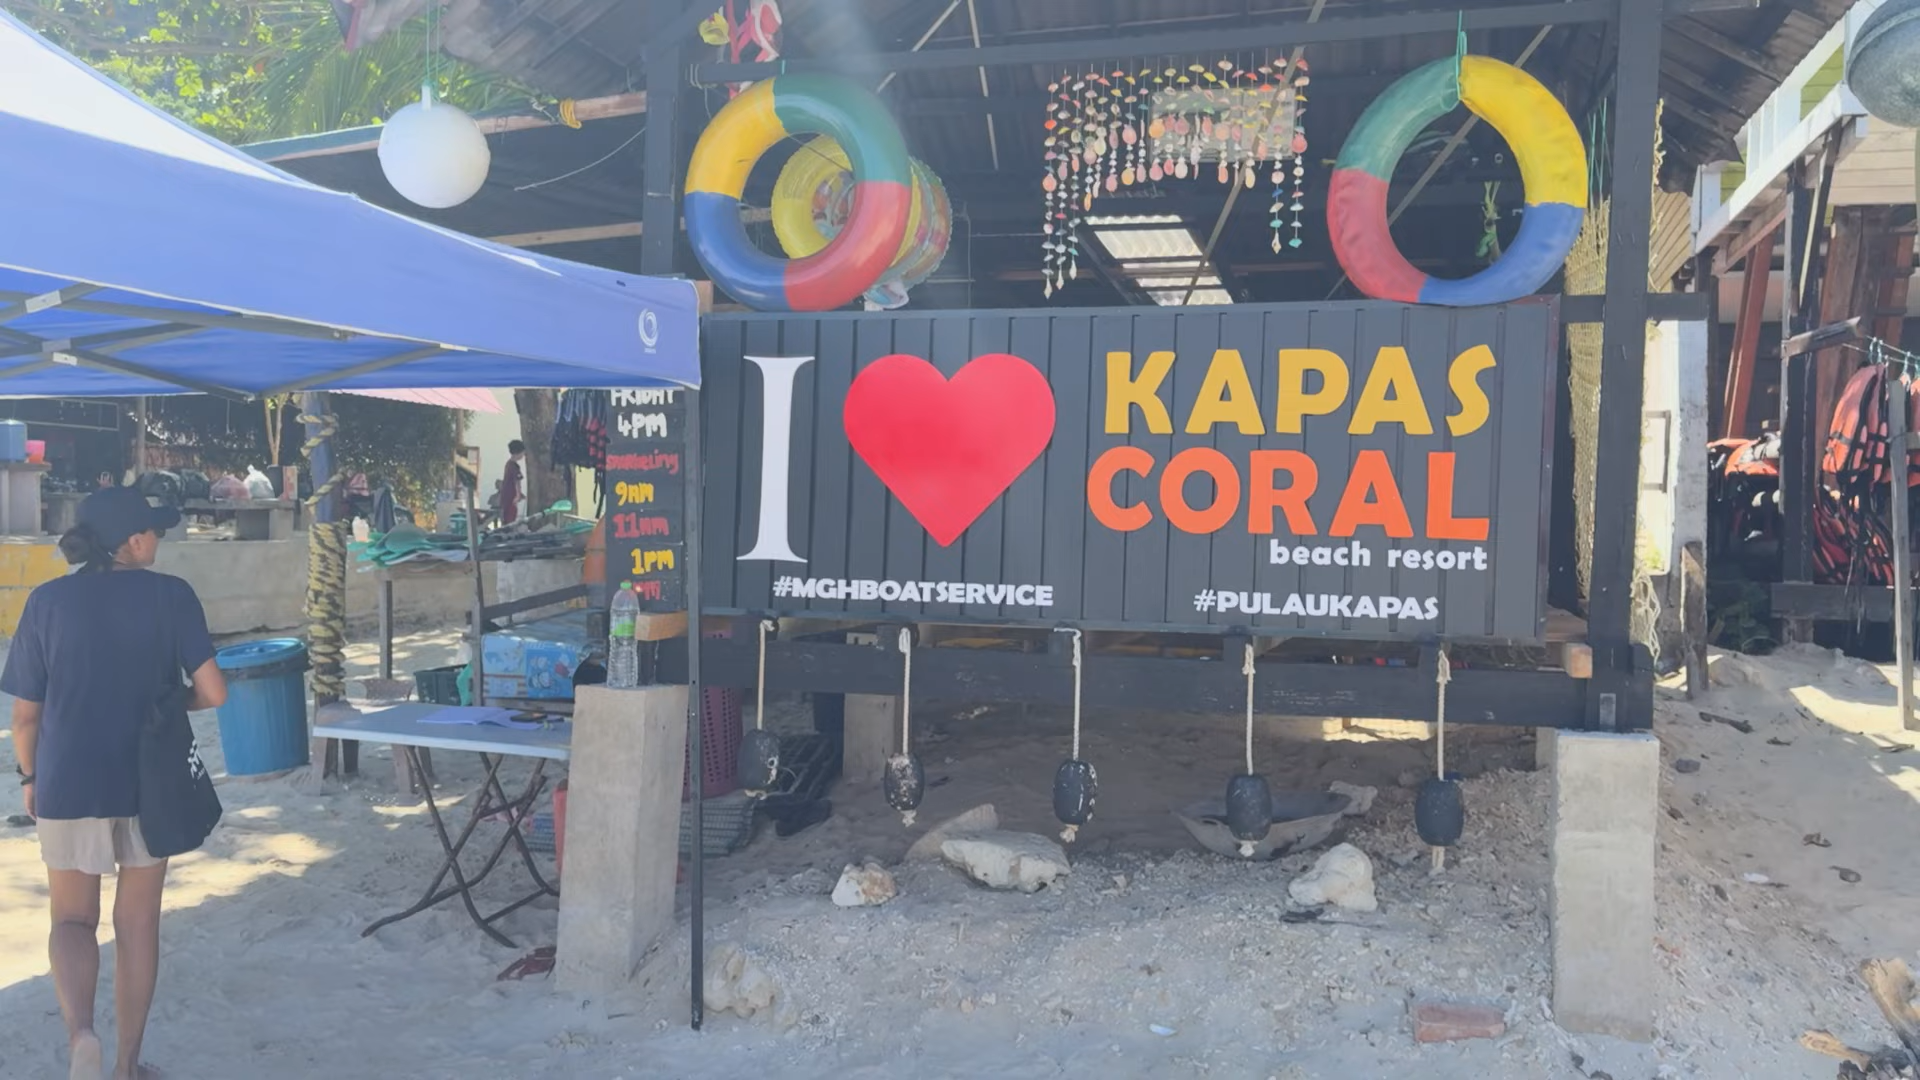 FRIDAY
4PM
snorkeling
9AM
11AM
1PM
I ❤ KAPAS
CORAL
beach resort
#MGHBOATSERVICE
#PULAUKAPAS